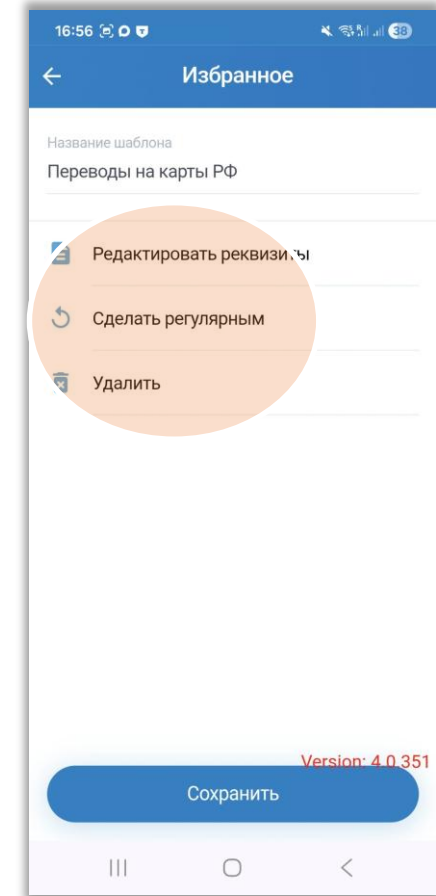 16:56 38
Избранное
Название шаблона
Переводы на карты РФ
Редактировать реквизиты
Сделать регулярным
Удалить
Version: 4.0.351
Сохранить